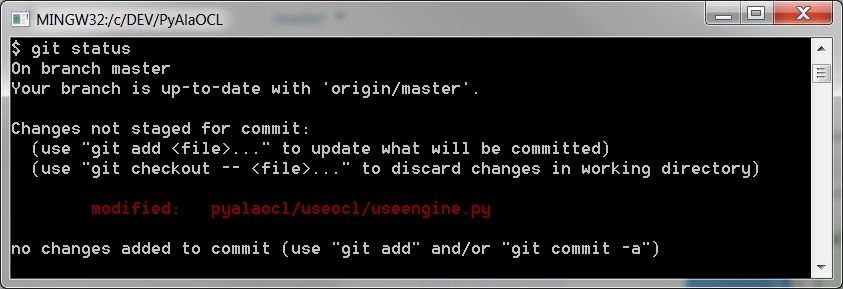 MINGW32:/c/DEV/PyAlaOCL
$ git status
On branch master
Your branch is up-to-date with 'origin/master'.
Changes not staged for commit:
(use "git add <file>..." to update what will be committed)
(use "git checkout -- <file>..." to discard changes in working directory)
modified: pyalaocl/useocl/useengine.py
no changes added to commit (use "git add" and/or "git commit -a")